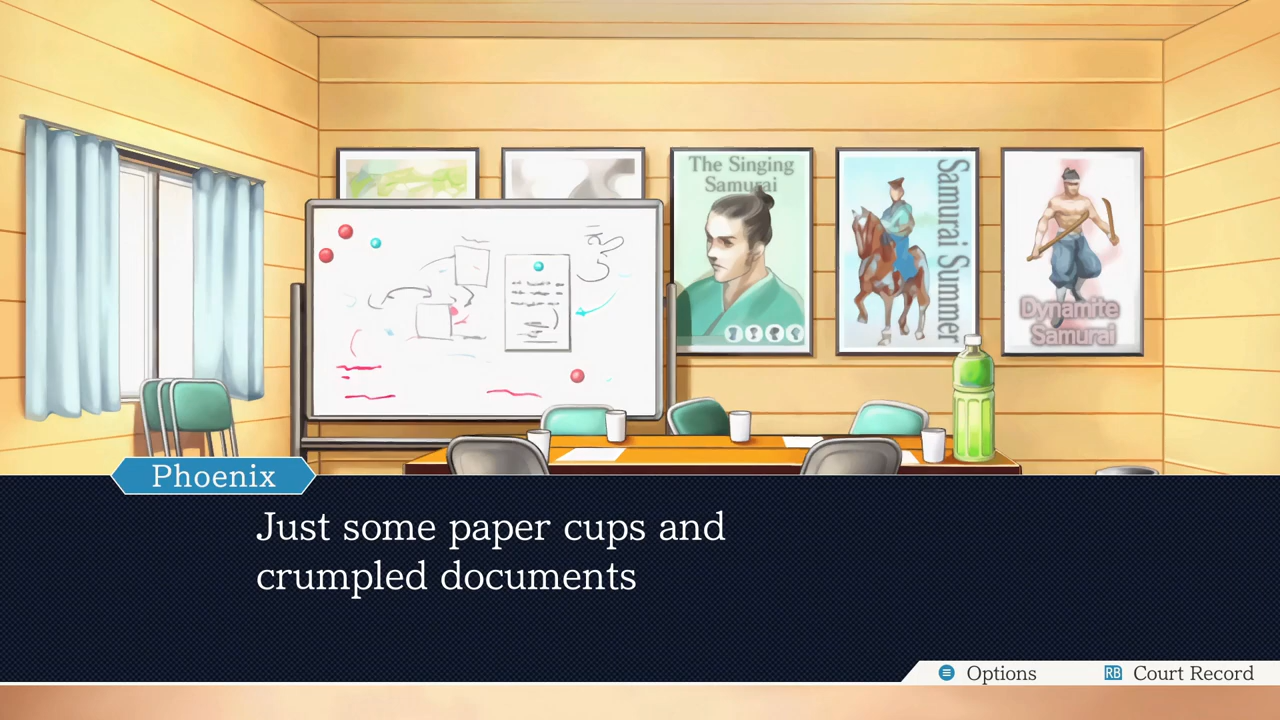 The Singing
Samurai
Samurai Summer
Dynamite
Samurai
Phoenix
Just some paper cups and
crumpled documents
Options
RB Court Record